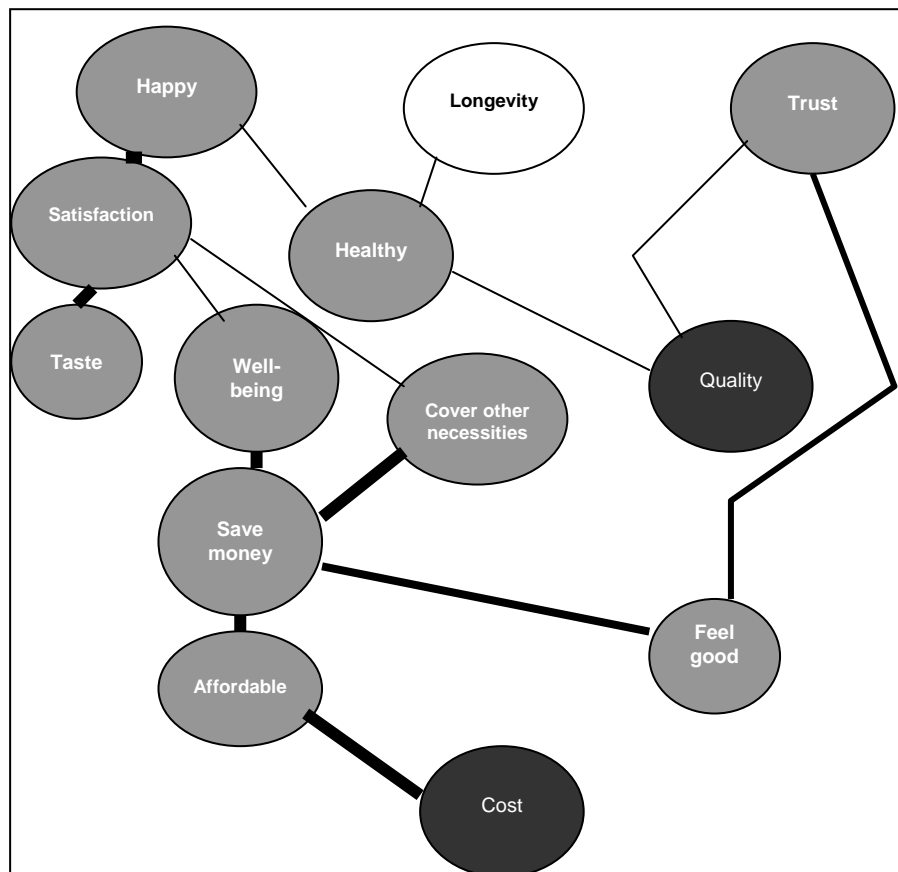 Happy
Longevity
Trust
Satisfaction
Healthy
Taste
Well-
being
Quality
Cover other
necessities
Save
money
Feel
good
Affordable
Cost